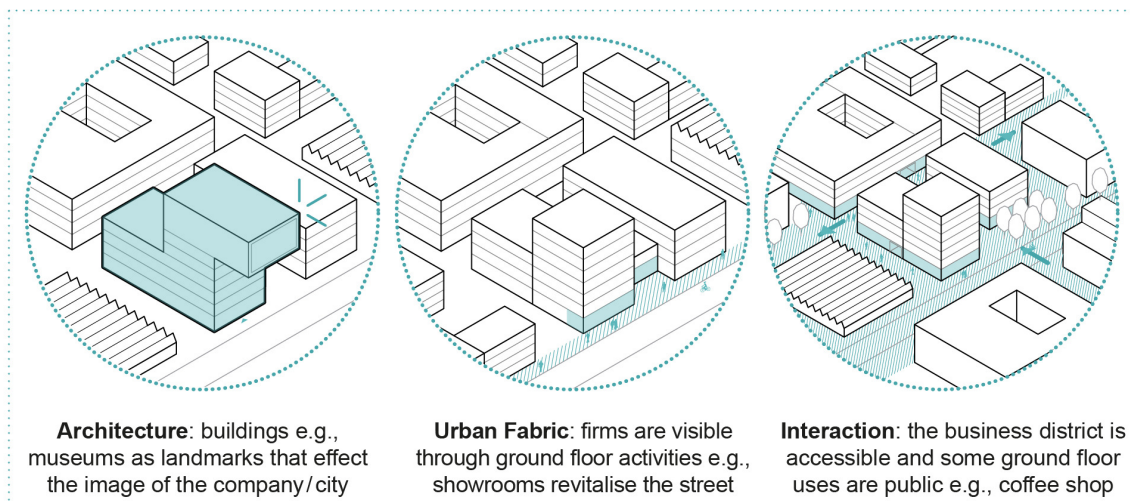 Architecture: buildings e.g.,
museums as landmarks that effect
the image of the company/city
Urban Fabric: firms are visible
through ground floor activities e.g.,
showrooms revitalise the street
Interaction: the business district is
accessible and some ground floor
uses are public e.g., coffee shop